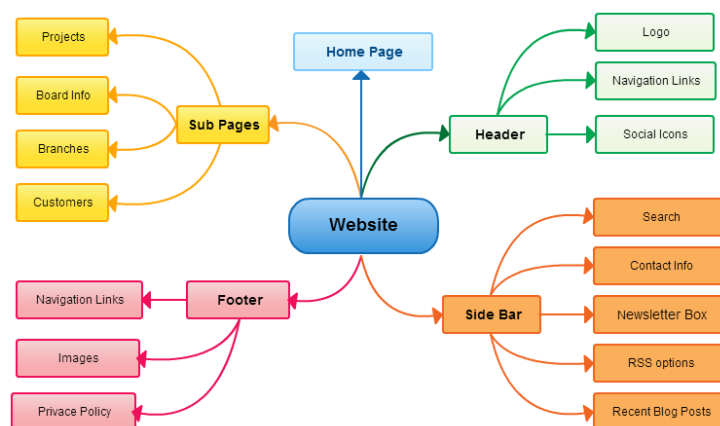 Projects
Board Info
Sub Pages
Branches
Customers
Home Page
Logo
Navigation Links
Header
Social Icons
Website
Search
Contact Info
Side Bar
Newsletter Box
RSS options
Recent Blog Posts
Navigation Links
Footer
Images
Privace Policy